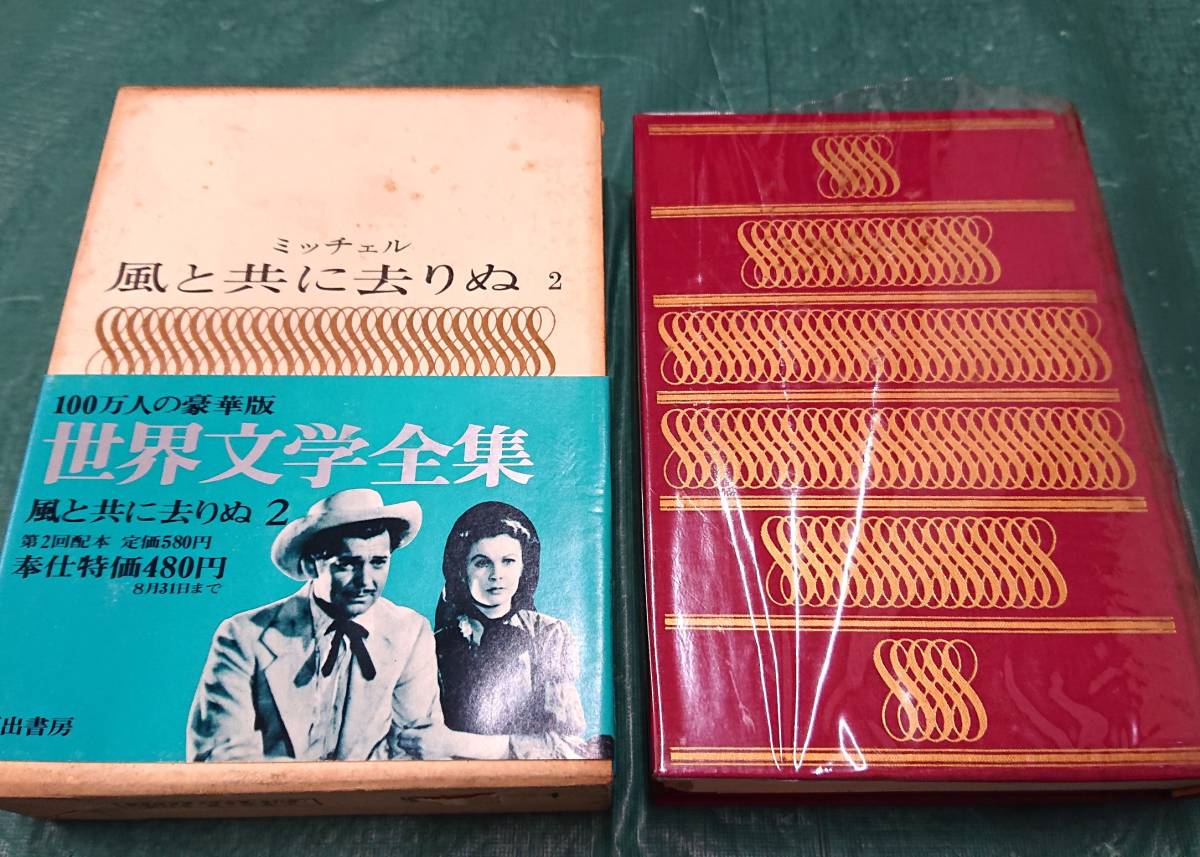 ミッチェル
風と共に去りぬ 2
100万人の豪華版
世界文学全集
風と共に去りぬ 2
第2回配本 定価580円
奉仕特価480円
8月31日まで
出書房